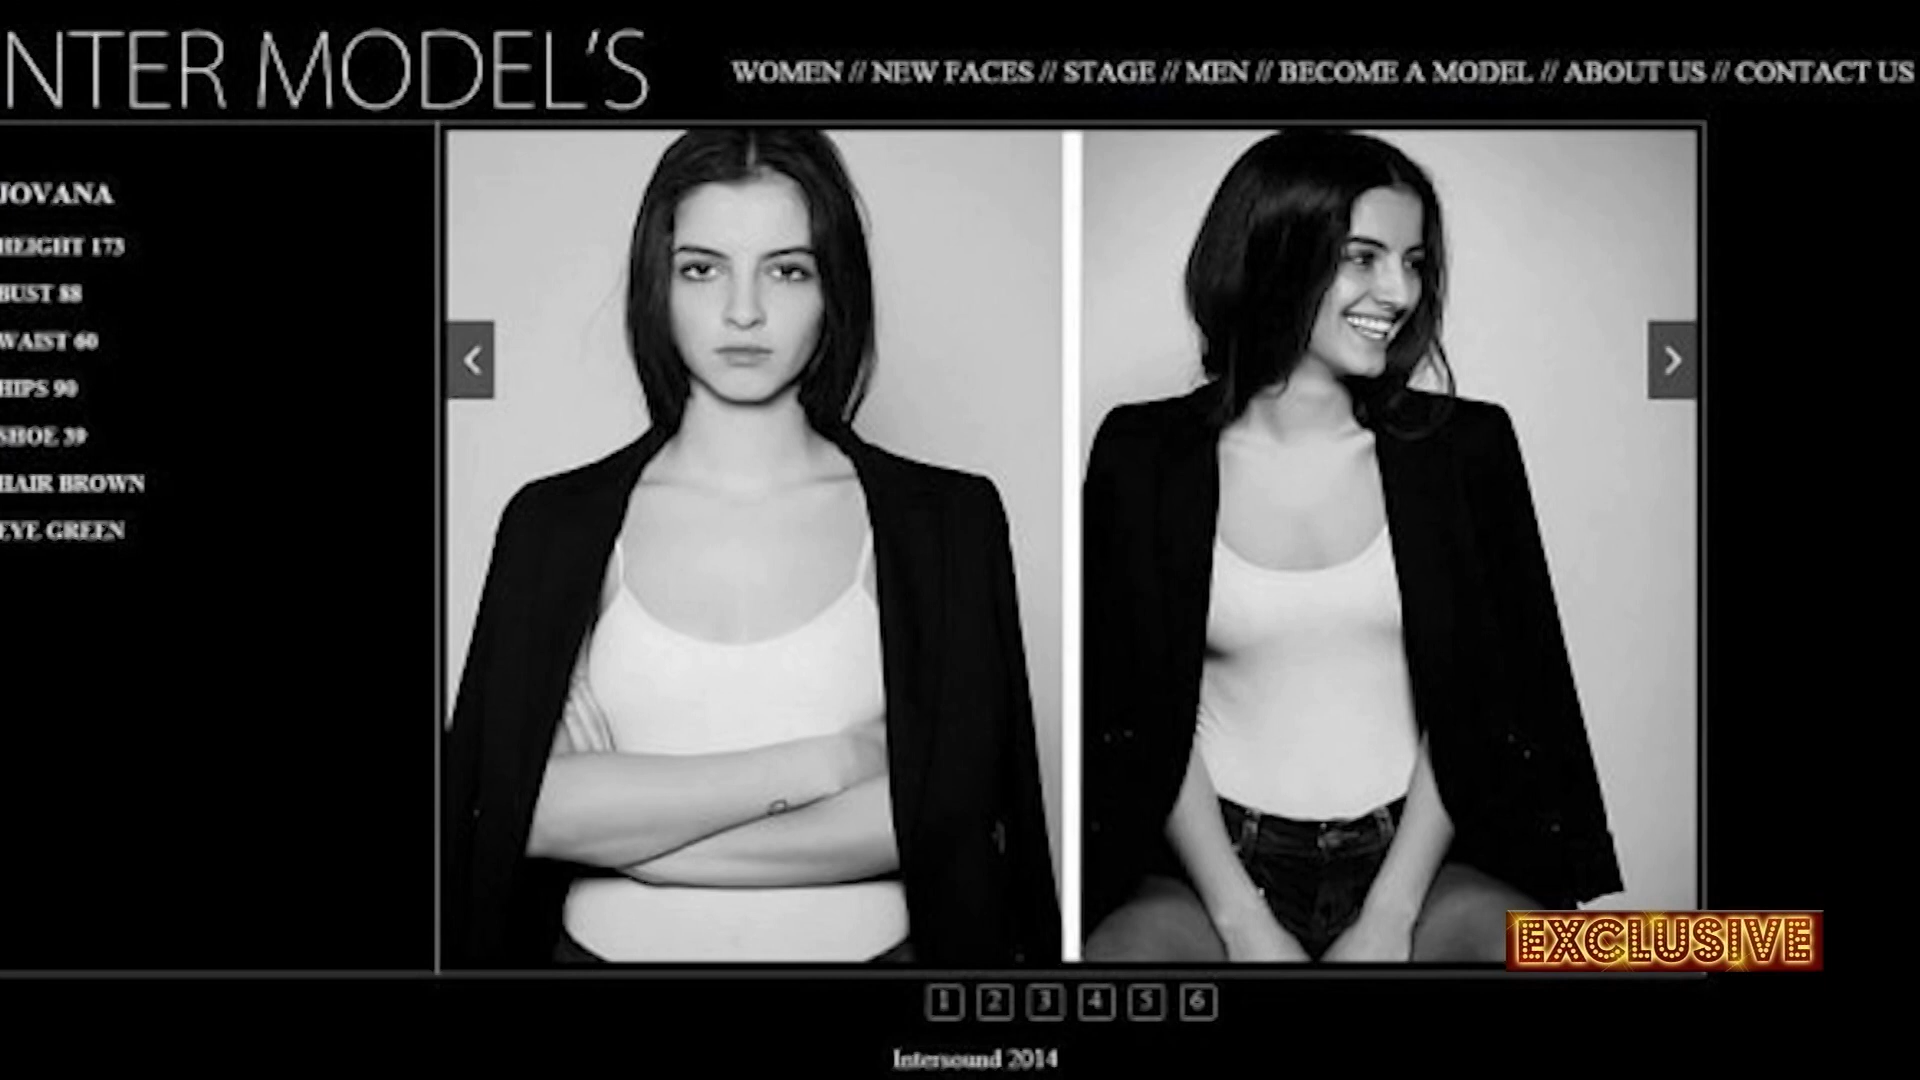 NTER MODEL'S
WOMEN // NEW FACES // STAGE // MEN // BECOME A MODEL // ABOUT US // CONTACT US
JOVANA
HEIGHT 173
BUST 88
WAIST 60
HIPS 90
SHOE 39
HAIR BROWN
EYE GREEN
EXCLUSIVE
1 2 3 4 5 6
Intersound 2014